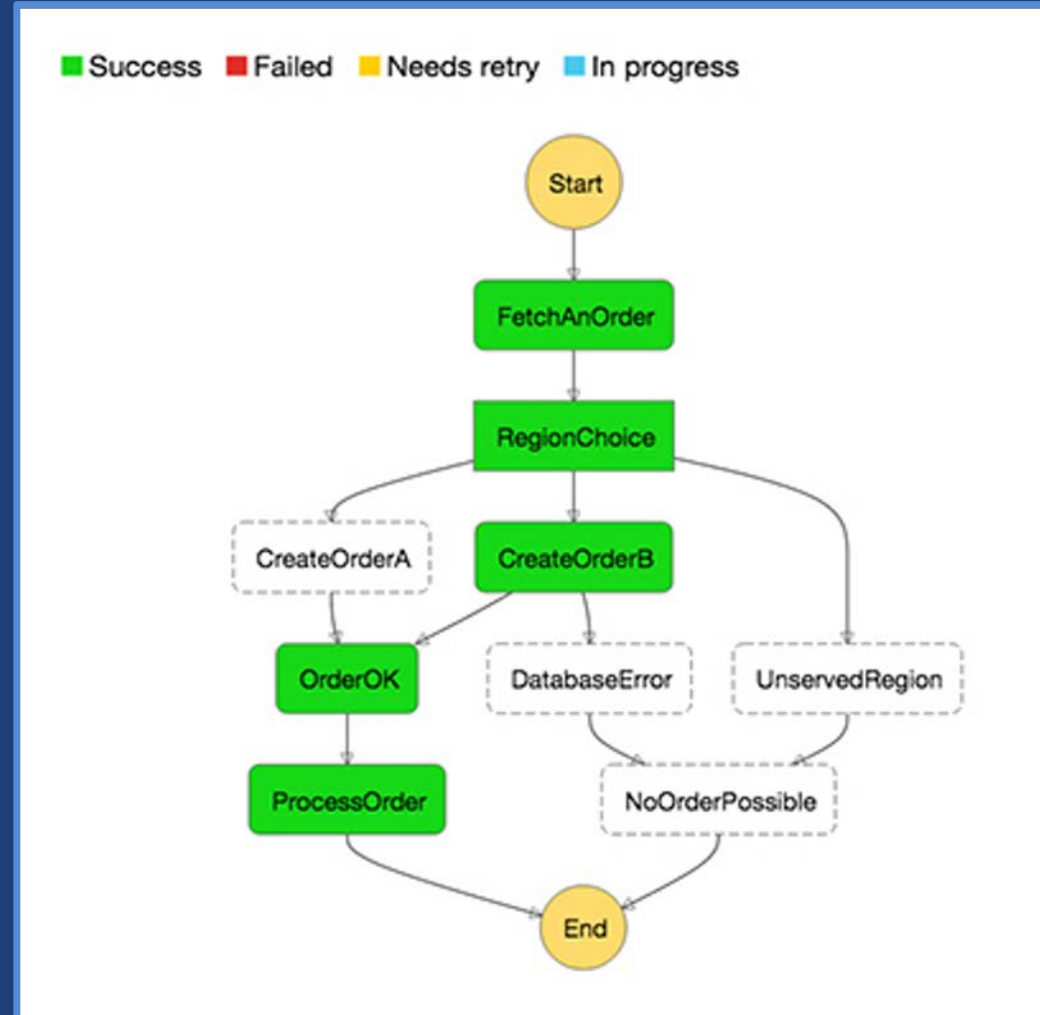 Success Failed Needs retry In progress
Start
FetchAnOrder
RegionChoice
CreateOrderA CreateOrderB
OrderOK DatabaseError UnservedRegion
ProcessOrder NoOrderPossible
End